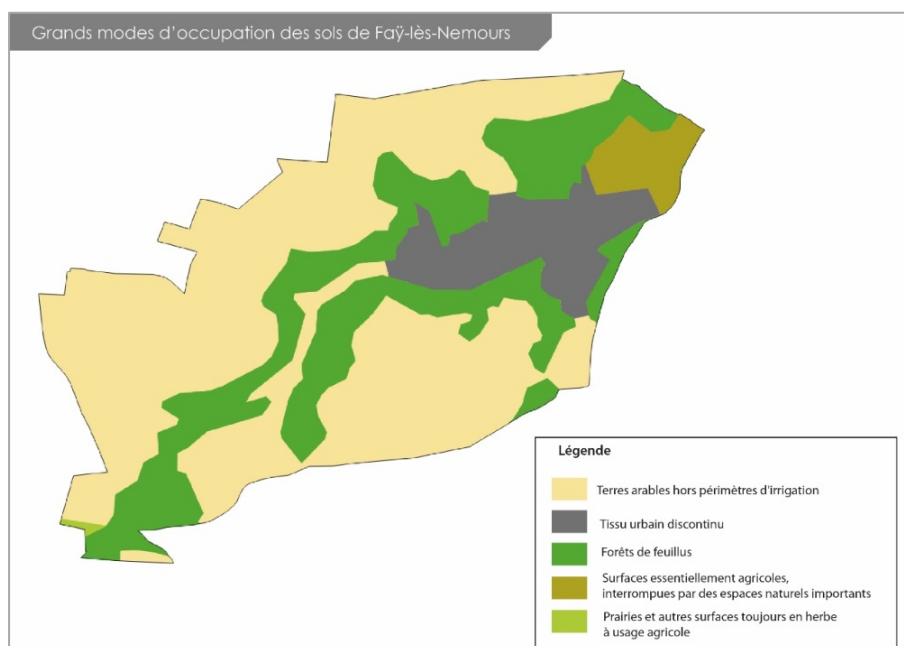 Grands modes d'occupation des sols de Faÿ-lès-Nemours
Légende
Terres arables hors périmètres d'irrigation
Tissu urbain discontinu
Forêts de feuillus
Surfaces essentiellement agricoles,
interrompues par des espaces naturels importants
Prairies et autres surfaces toujours en herbe
à usage agricole